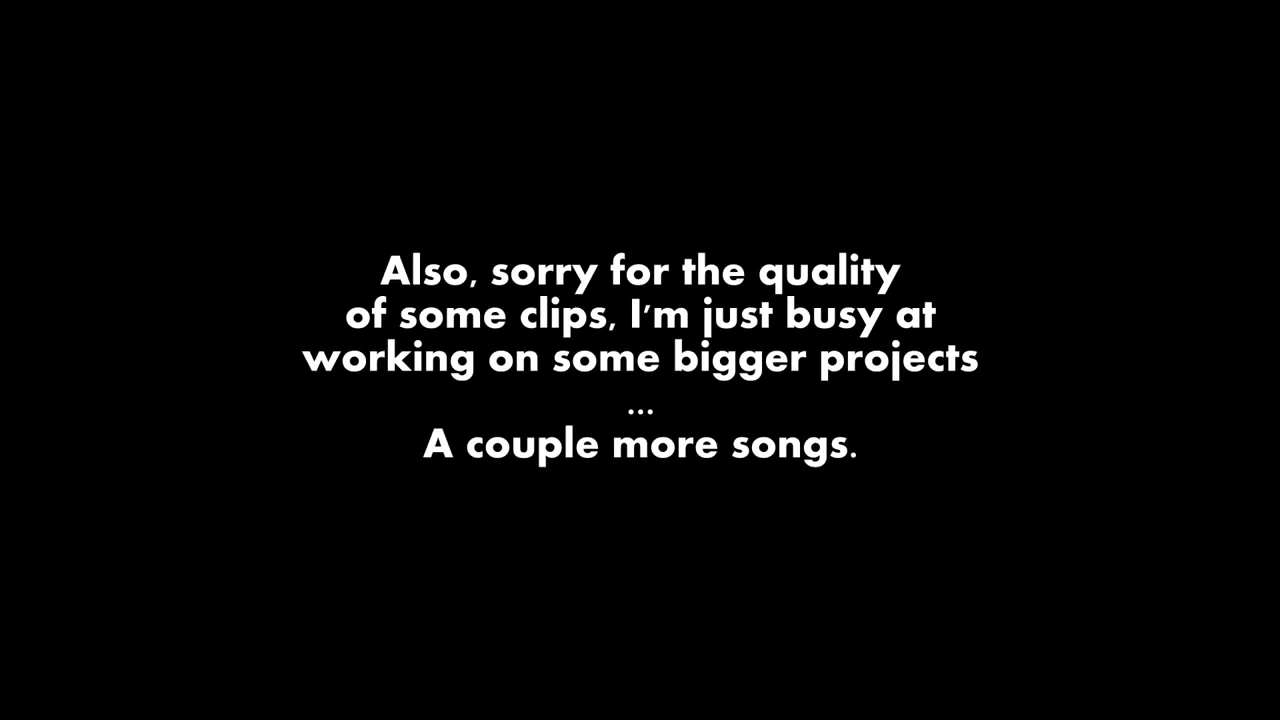 Also, sorry for the quality
of some clips, I'm just busy at
working on some bigger projects
...
A couple more songs.